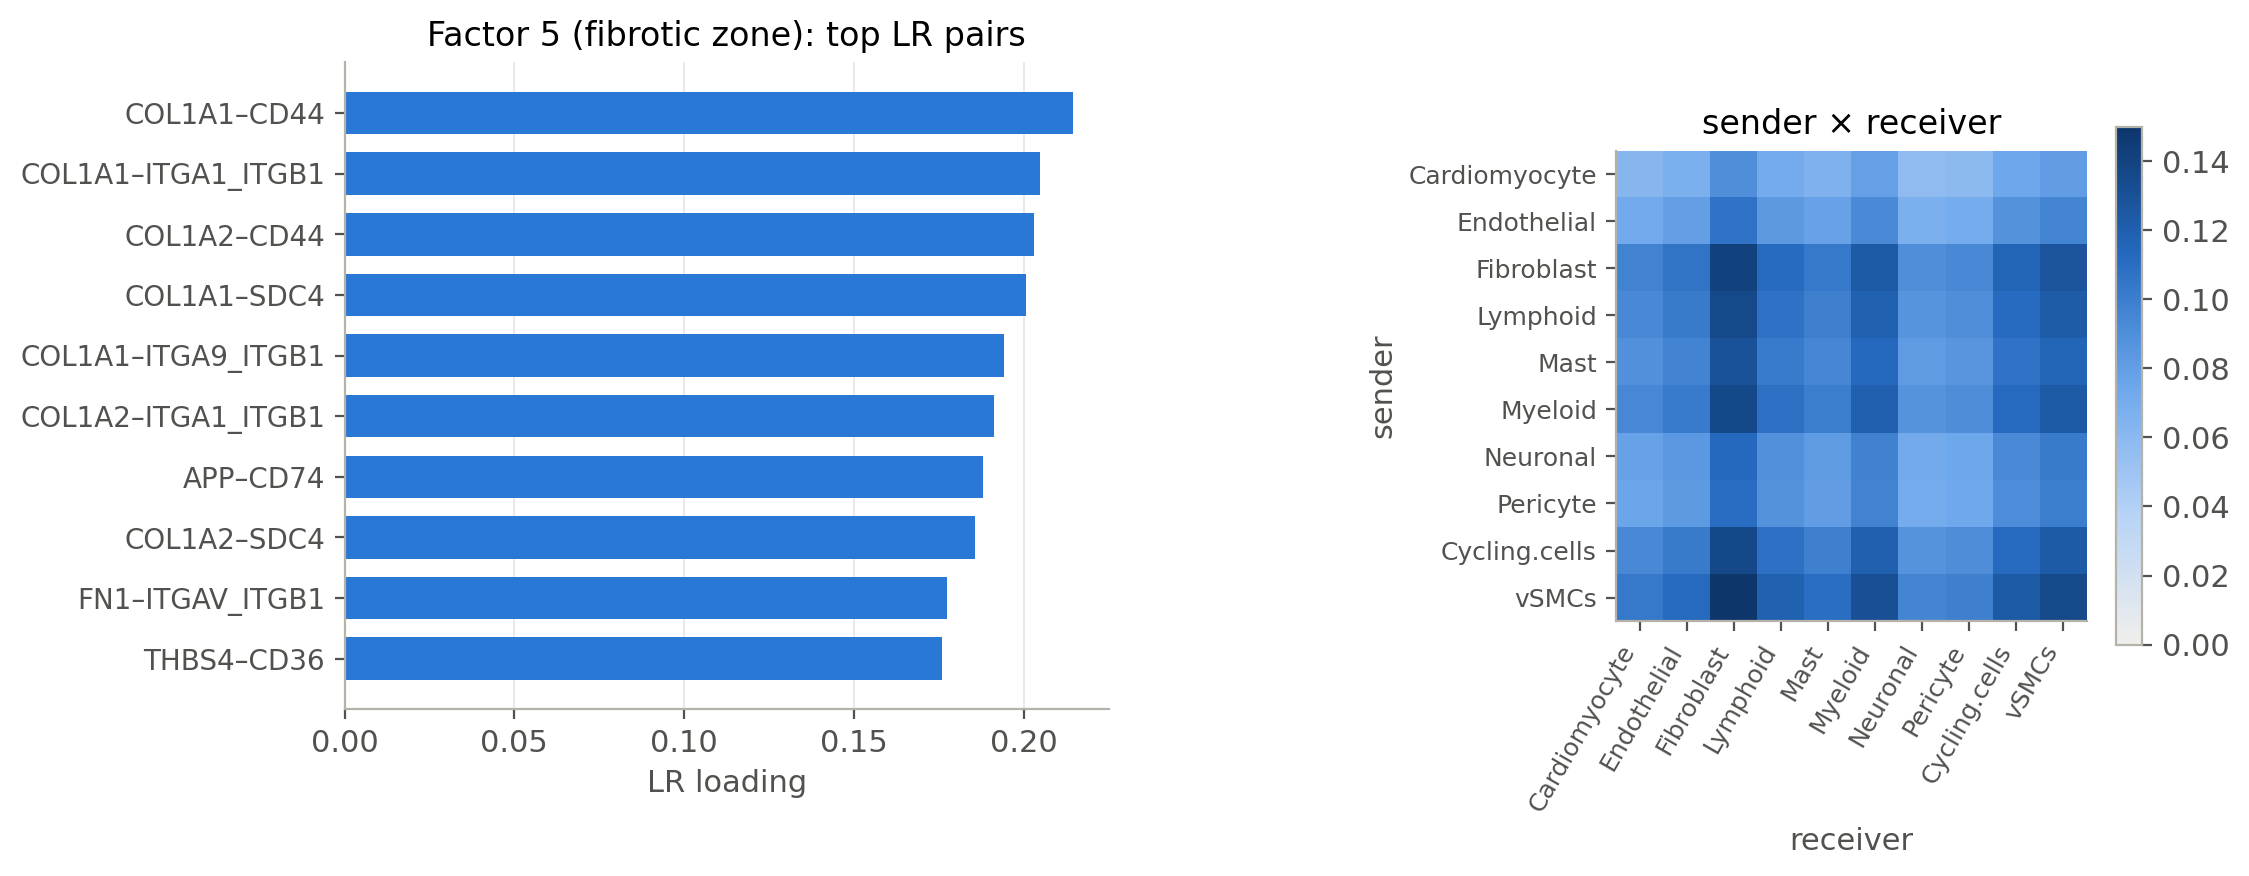 Factor 5 (fibrotic zone): top LR pairs
COL1A1–CD44
COL1A1–ITGA1_ITGB1
COL1A2–CD44
COL1A1–SDC4
COL1A1–ITGA9_ITGB1
COL1A2–ITGA1_ITGB1
APP–CD74
COL1A2–SDC4
FN1–ITGAV_ITGB1
THBS4–CD36
0.00 0.05 0.10 0.15 0.20
LR loading
sender × receiver
sender
Cardiomyocyte
Endothelial
Fibroblast
Lymphoid
Mast
Myeloid
Neuronal
Pericyte
Cycling.cells
vSMCs
Cardiomyocyte
Endothelial
Fibroblast
Lymphoid
Mast
Myeloid
Neuronal
Pericyte
Cycling.cells
vSMCs
receiver
0.14
0.12
0.10
0.08
0.06
0.04
0.02
0.00